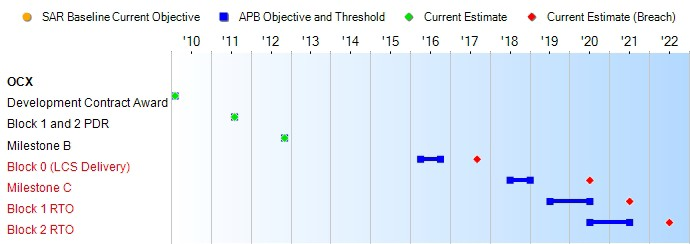 SAR Baseline Current Objective APB Objective and Threshold Current Estimate Current Estimate (Breach)
'10 '11 '12 '13 '14 '15 '16 '17 '18 '19 '20 '21 '22
OCX
Development Contract Award
Block 1 and 2 PDR
Milestone B
Block 0 (LCS Delivery)
Milestone C
Block 1 RTO
Block 2 RTO